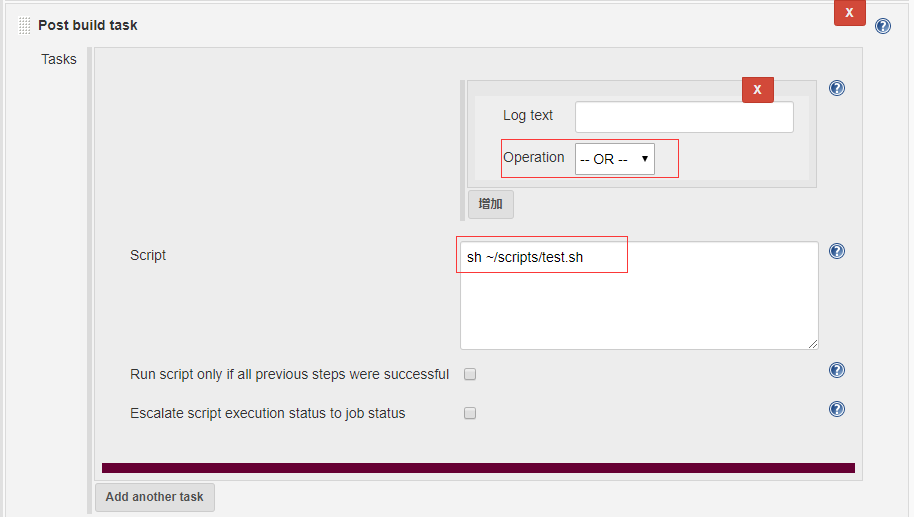 Post build task
X
?
Tasks
X
?
Log text
Operation
-- OR --
增加
Script
sh ~/scripts/test.sh
?
Run script only if all previous steps were successful
?
Escalate script execution status to job status
?
Add another task